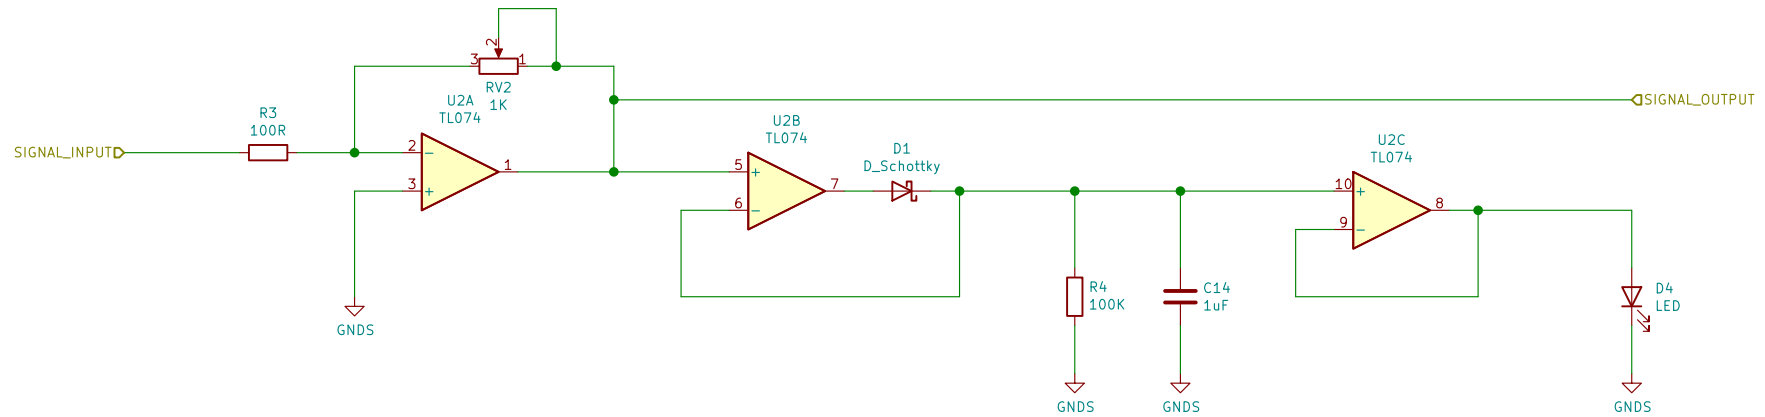 SIGNAL_INPUT
R3
100R
2
3
1
RV2
1K
U2A
TL074
2
−
3
+
1
GNDS
U2B
TL074
5
+
6
−
7
D1
D_Schottky
R4
100K
GNDS
C14
1uF
GNDS
U2C
TL074
10
+
9
−
8
SIGNAL_OUTPUT
D4
LED
GNDS